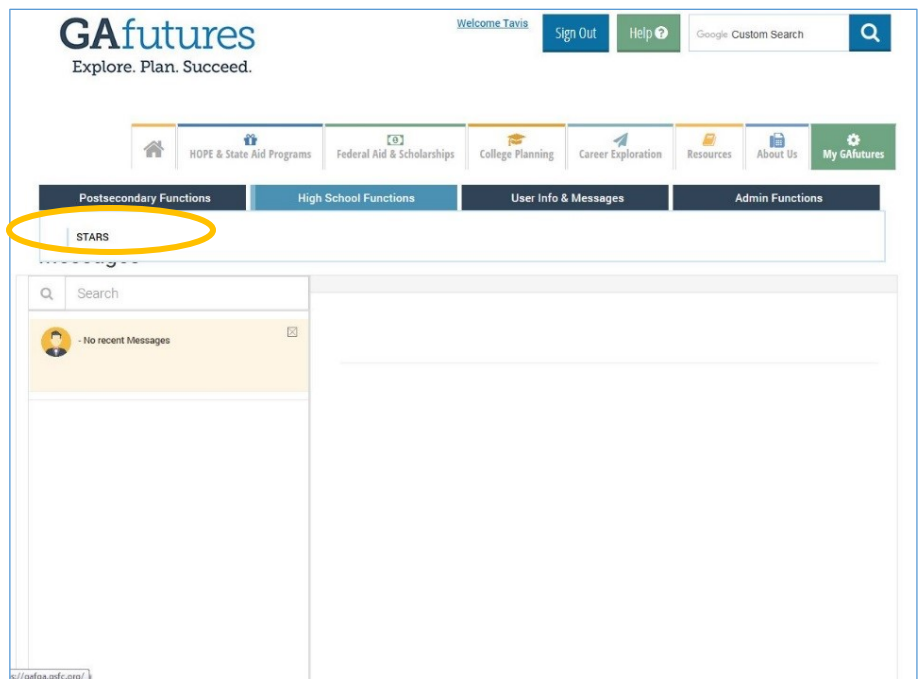 GAfutures
Explore. Plan. Succeed.
Welcome Tavis
Sign Out
Help ?
Google Custom Search
HOPE & State Aid Programs
Federal Aid & Scholarships
College Planning
Career Exploration
Resources
About Us
My GAfutures
Postsecondary Functions
High School Functions
User Info & Messages
Admin Functions
STARS
Search
- No recent Messages